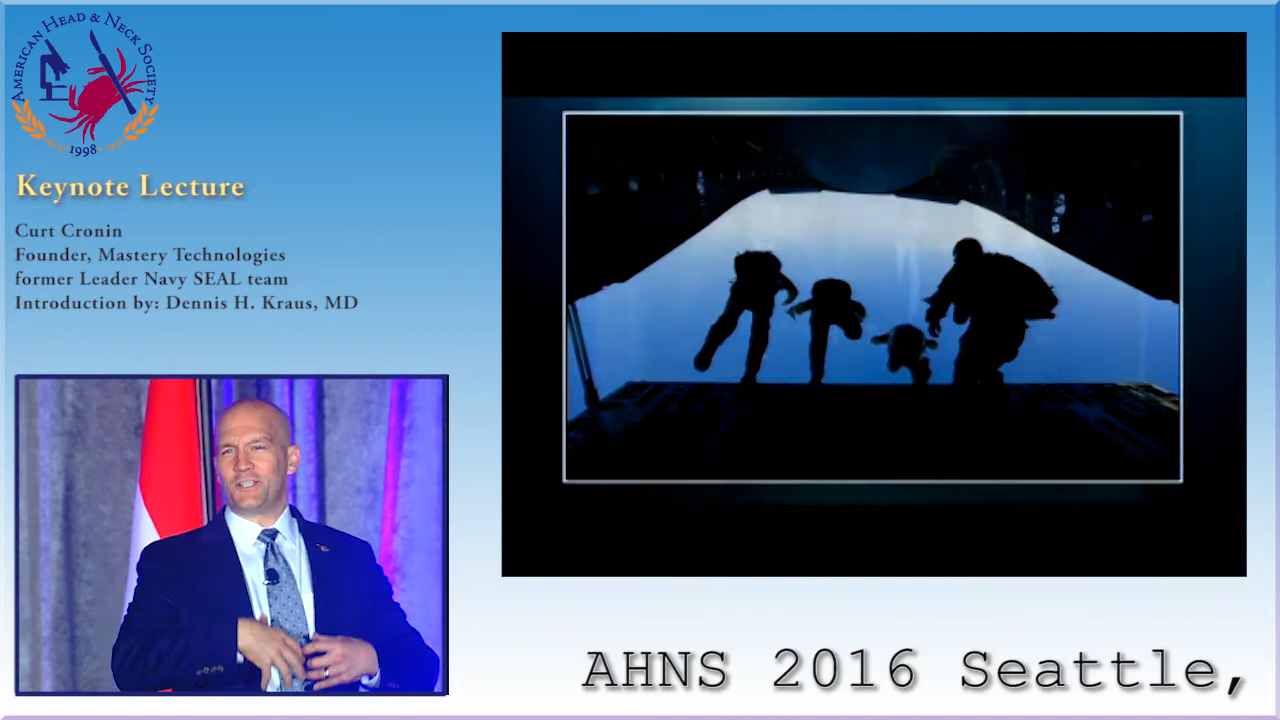 AMERICAN HEAD & NECK SOCIETY
1998
Keynote Lecture
Curt Cronin
Founder, Mastery Technologies
former Leader Navy SEAL team
Introduction by: Dennis H. Kraus, MD
AHNS 2016 Seattle,